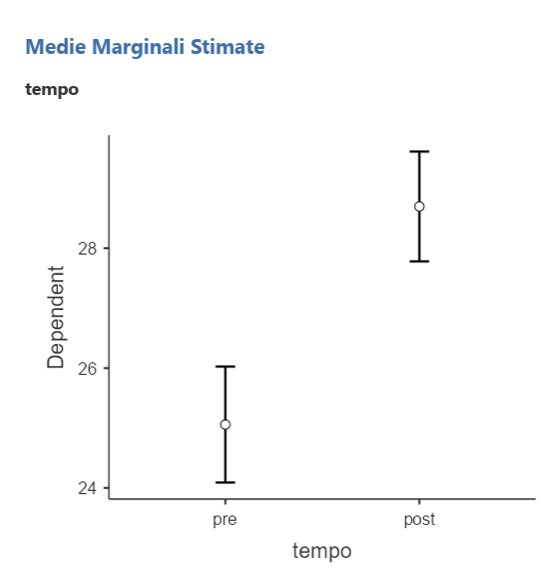 Medie Marginali Stimate
tempo
28
26
24
Dependent
pre
post
tempo